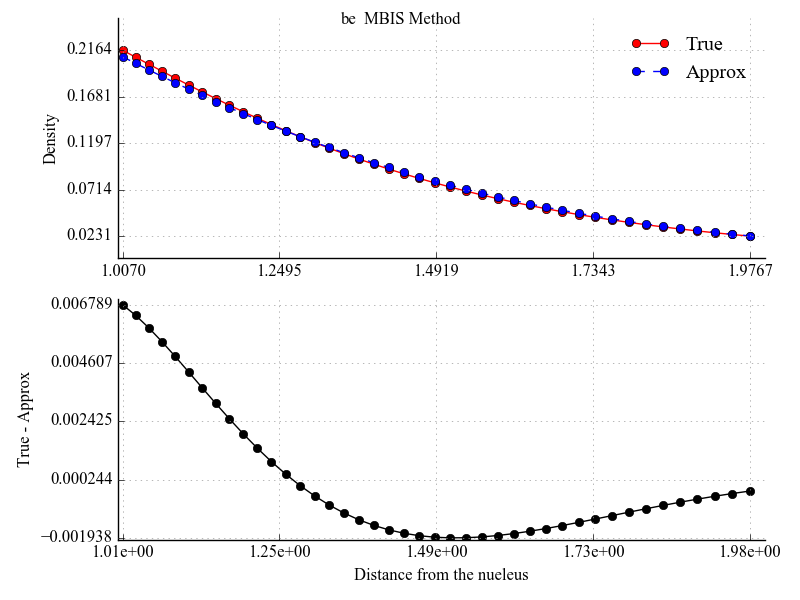 be  MBIS Method
True
Approx
Density
0.2164
0.1681
0.1197
0.0714
0.0231
1.0070 1.2495 1.4919 1.7343 1.9767
True - Approx
0.006789
0.004607
0.002425
0.000244
−0.001938
1.01e+00 1.25e+00 1.49e+00 1.73e+00 1.98e+00
Distance from the nueleus